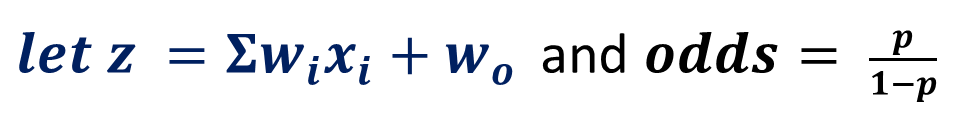 let z = Σwᵢxᵢ + wₒ and odds = p/1−p